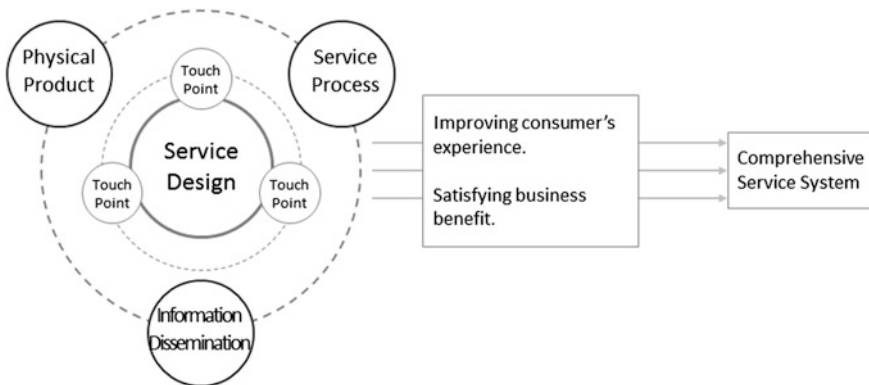 Physical
Product
Service
Process
Touch
Point
Service
Design
Touch
Point
Touch
Point
Information
Dissemination
Improving consumer's
experience.
Satisfying business
benefit.
Comprehensive
Service System